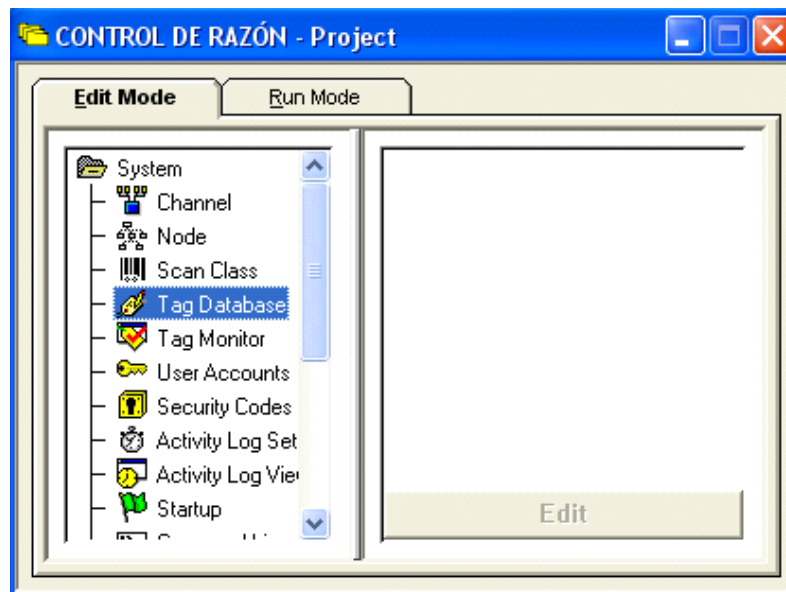 CONTROL DE RAZÓN - Project
Edit Mode
Run Mode
System
Channel
Node
Scan Class
Tag Database
Tag Monitor
User Accounts
Security Codes
Activity Log Set
Activity Log Vie
Startup
Edit